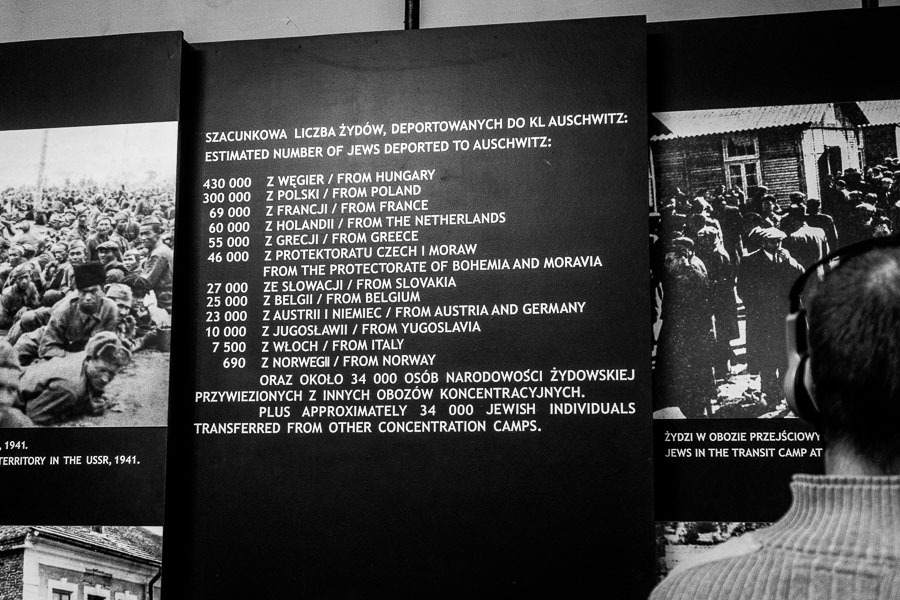 SZACUNKOWA LICZBA ŻYDÓW, DEPORTOWANYCH DO KL AUSCHWITZ:
ESTIMATED NUMBER OF JEWS DEPORTED TO AUSCHWITZ:
430 000 Z WĘGIER / FROM HUNGARY
300 000 Z POLSKI / FROM POLAND
69 000 Z FRANCJI / FROM FRANCE
60 000 Z HOLANDII / FROM THE NETHERLANDS
55 000 Z GRECJI / FROM GREECE
46 000 Z PROTEKTORATU CZECH I MORAW
FROM THE PROTECTORATE OF BOHEMIA AND MORAVIA
27 000 ZE SŁOWACJI / FROM SLOVAKIA
25 000 Z BELGII / FROM BELGIUM
23 000 Z AUSTRII I NIEMIEC / FROM AUSTRIA AND GERMANY
10 000 Z JUGOSŁAWII / FROM YUGOSLAVIA
7 500 Z WŁOCH / FROM ITALY
690 Z NORWEGII / FROM NORWAY
ORAZ OKOŁO 34 000 OSÓB NARODOWOŚCI ŻYDOWSKIEJ
PRZYWIEZIONYCH Z INNYCH OBOZÓW KONCENTRACYJNYCH.
PLUS APPROXIMATELY 34 000 JEWISH INDIVIDUALS
TRANSFERRED FROM OTHER CONCENTRATION CAMPS.
, 1941.
TERRITORY IN THE USSR, 1941.
ŻYDZI W OBOZIE PRZEJŚCIOWY
JEWS IN THE TRANSIT CAMP AT